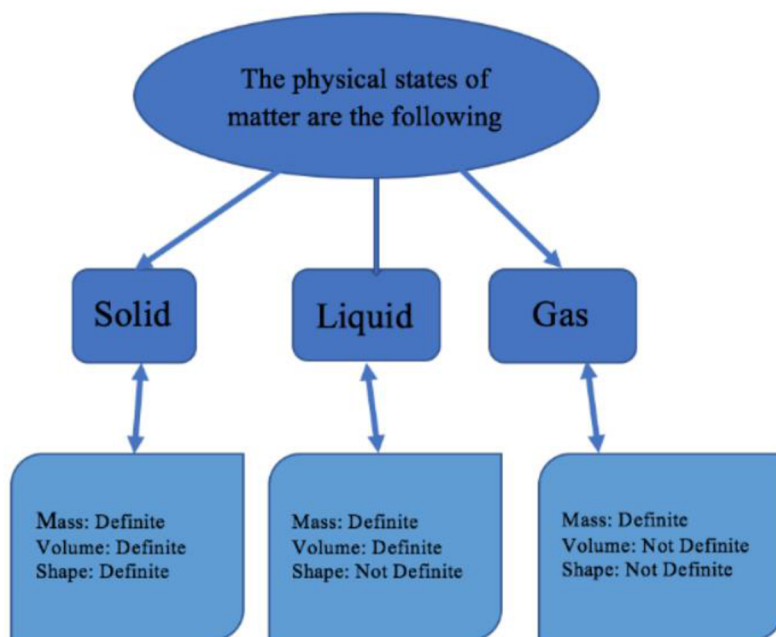 The physical states of
matter are the following
Solid
Liquid
Gas
Mass: Definite
Volume: Definite
Shape: Definite
Mass: Definite
Volume: Definite
Shape: Not Definite
Mass: Definite
Volume: Not Definite
Shape: Not Definite